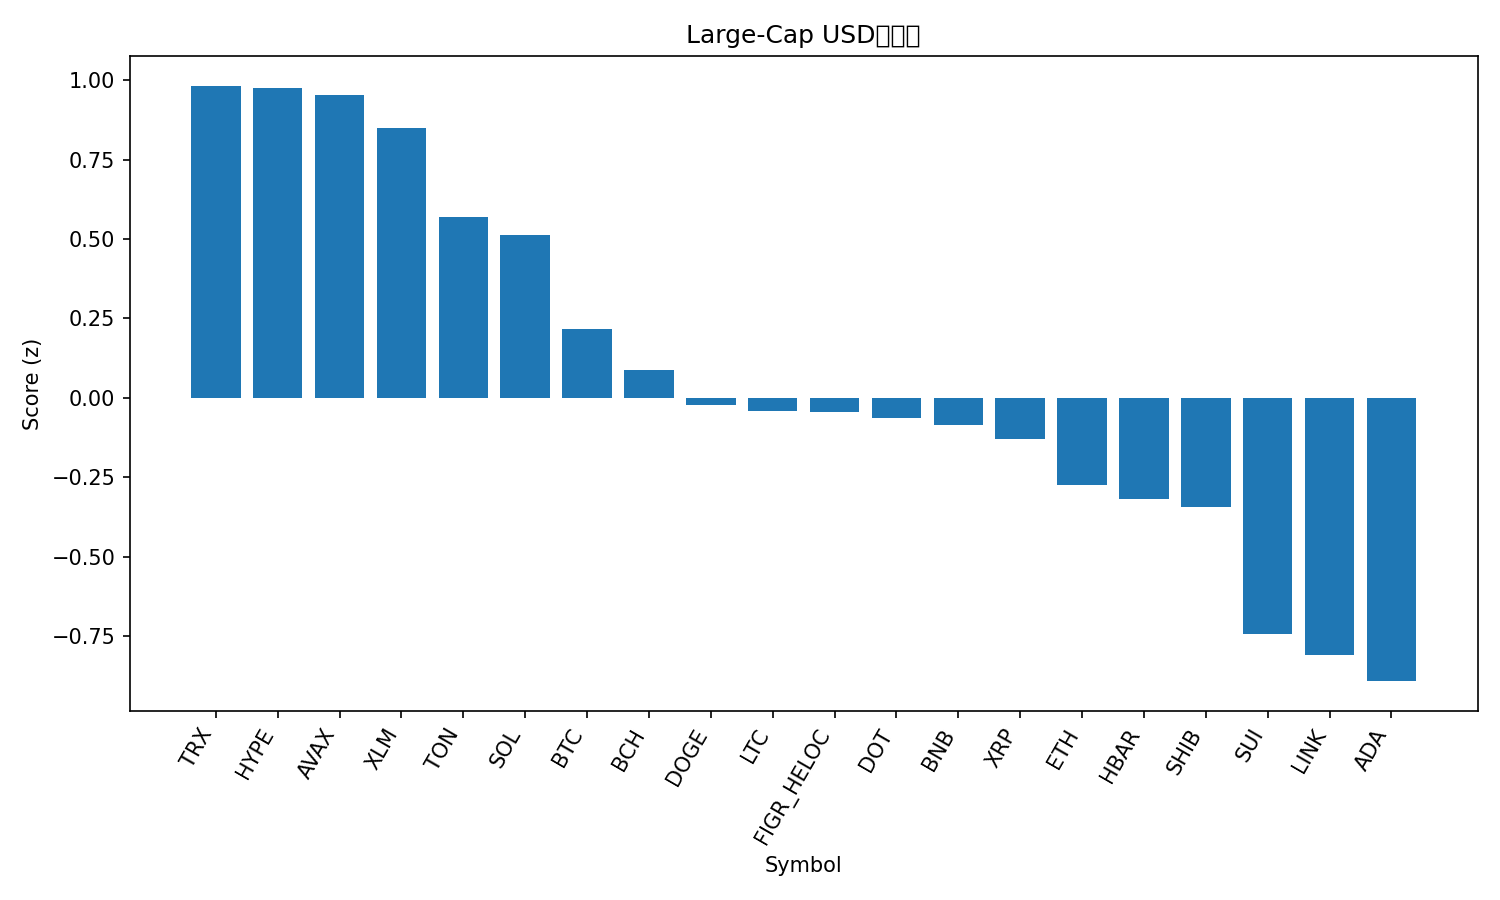 Large-Cap USD
1.00
0.75
0.50
0.25
0.00
−0.25
−0.50
−0.75
Score (z)
TRX
HYPE
AVAX
XLM
TON
SOL
BTC
BCH
DOGE
LTC
FIGR_HELOC
DOT
BNB
XRP
ETH
HBAR
SHIB
SUI
LINK
ADA
Symbol